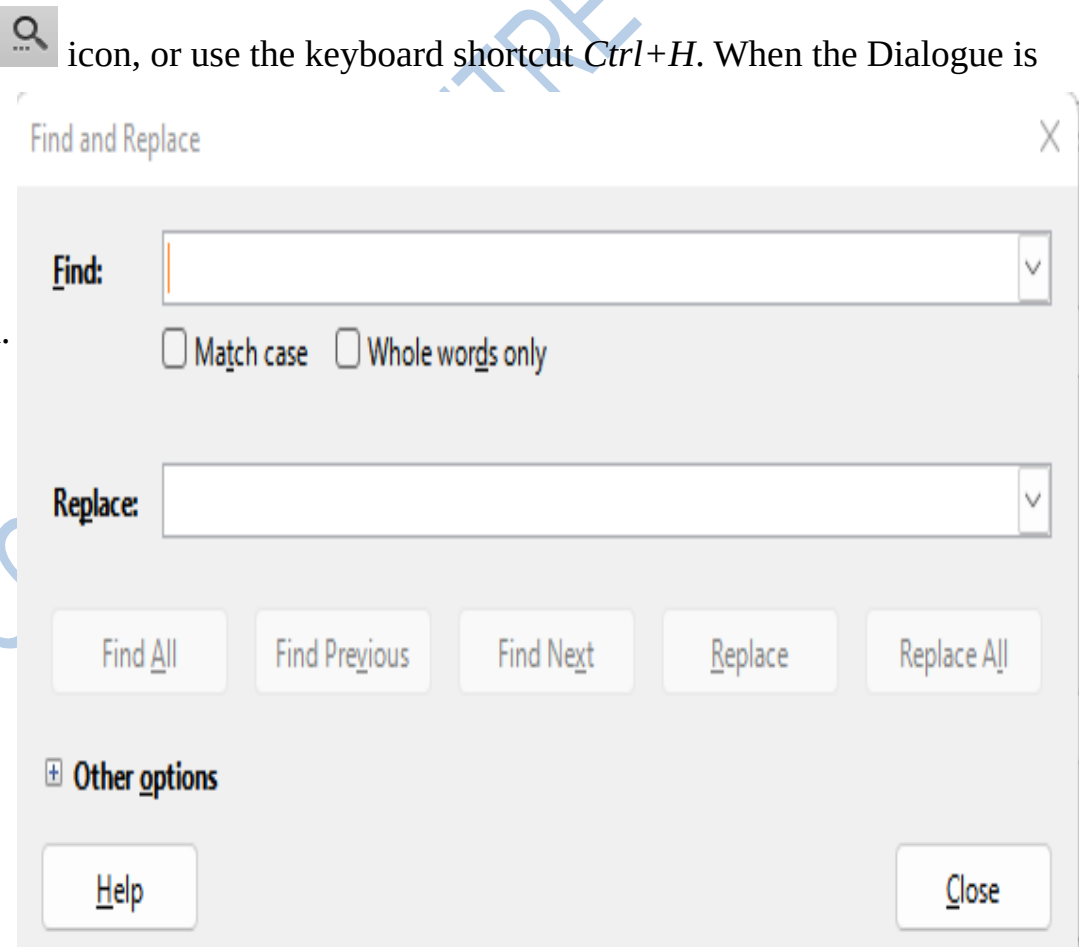 icon, or use the keyboard shortcut Ctrl+H. When the Dialogue is
Find and Replace
X
Find:
Match case Whole words only
.
Replace:
Find All Find Previous Find Next Replace Replace All
Other options
Help Close